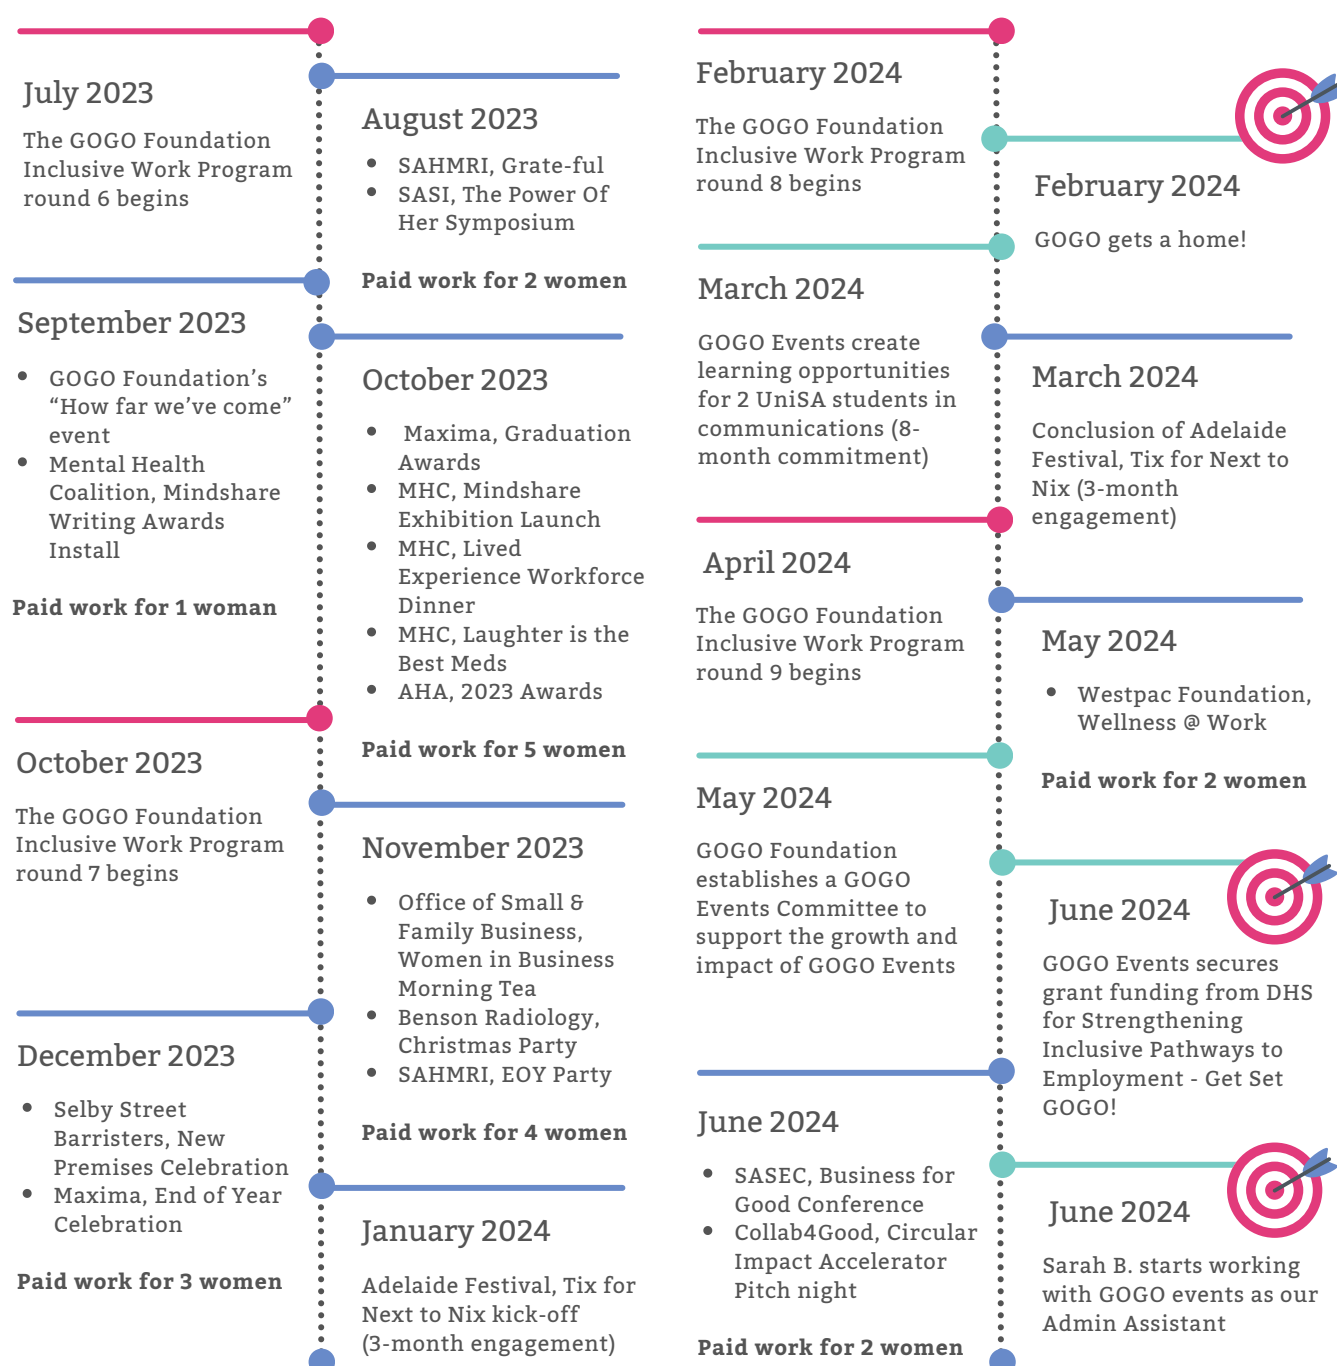 July 2023
The GOGO Foundation
Inclusive Work Program
round 6 begins
August 2023
• SAHMRI, Grate-ful
• SASI, The Power Of
Her Symposium
Paid work for 2 women
September 2023
• GOGO Foundation’s
“How far we’ve come”
event
• Mental Health
Coalition, Mindshare
Writing Awards
Install
Paid work for 1 woman
October 2023
• Maxima, Graduation
Awards
• MHC, Mindshare
Exhibition Launch
• MHC, Lived
Experience Workforce
Dinner
• MHC, Laughter is the
Best Meds
• AHA, 2023 Awards
Paid work for 5 women
October 2023
The GOGO Foundation
Inclusive Work Program
round 7 begins
November 2023
• Office of Small &
Family Business,
Women in Business
Morning Tea
• Benson Radiology,
Christmas Party
• SAHMRI, EOY Party
Paid work for 4 women
December 2023
• Selby Street
Barristers, New
Premises Celebration
• Maxima, End of Year
Celebration
Paid work for 3 women
January 2024
Adelaide Festival, Tix for
Next to Nix kick-off
(3-month engagement)
February 2024
The GOGO Foundation
Inclusive Work Program
round 8 begins
February 2024
GOGO gets a home!
March 2024
GOGO Events create
learning opportunities
for 2 UniSA students in
communications (8-
month commitment)
March 2024
Conclusion of Adelaide
Festival, Tix for Next to
Nix (3-month
engagement)
April 2024
The GOGO Foundation
Inclusive Work Program
round 9 begins
May 2024
• Westpac Foundation,
Wellness @ Work
Paid work for 2 women
May 2024
GOGO Foundation
establishes a GOGO
Events Committee to
support the growth and
impact of GOGO Events
June 2024
GOGO Events secures
grant funding from DHS
for Strengthening
Inclusive Pathways to
Employment - Get Set
GOGO!
June 2024
• SASEC, Business for
Good Conference
• Collab4Good, Circular
Impact Accelerator
Pitch night
Paid work for 2 women
June 2024
Sarah B. starts working
with GOGO events as our
Admin Assistant